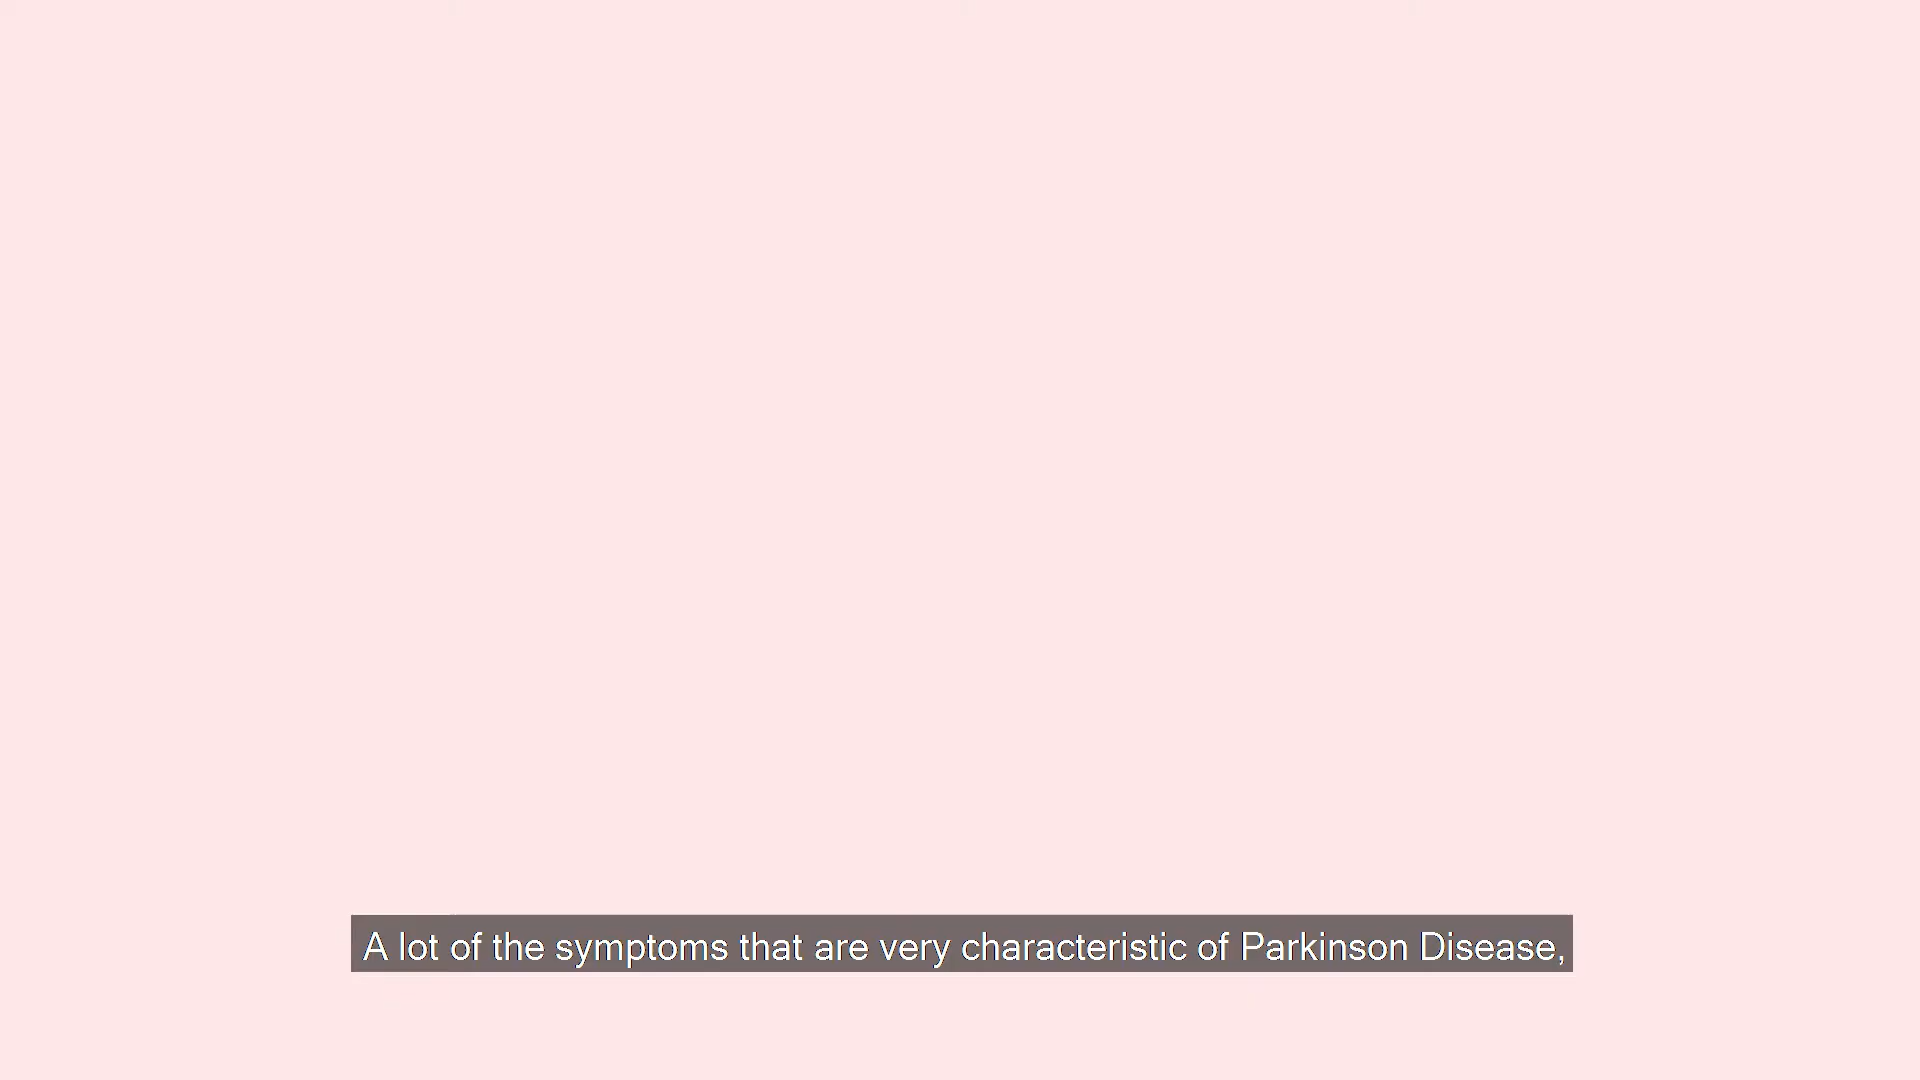 A lot of the symptoms that are very characteristic of Parkinson Disease,